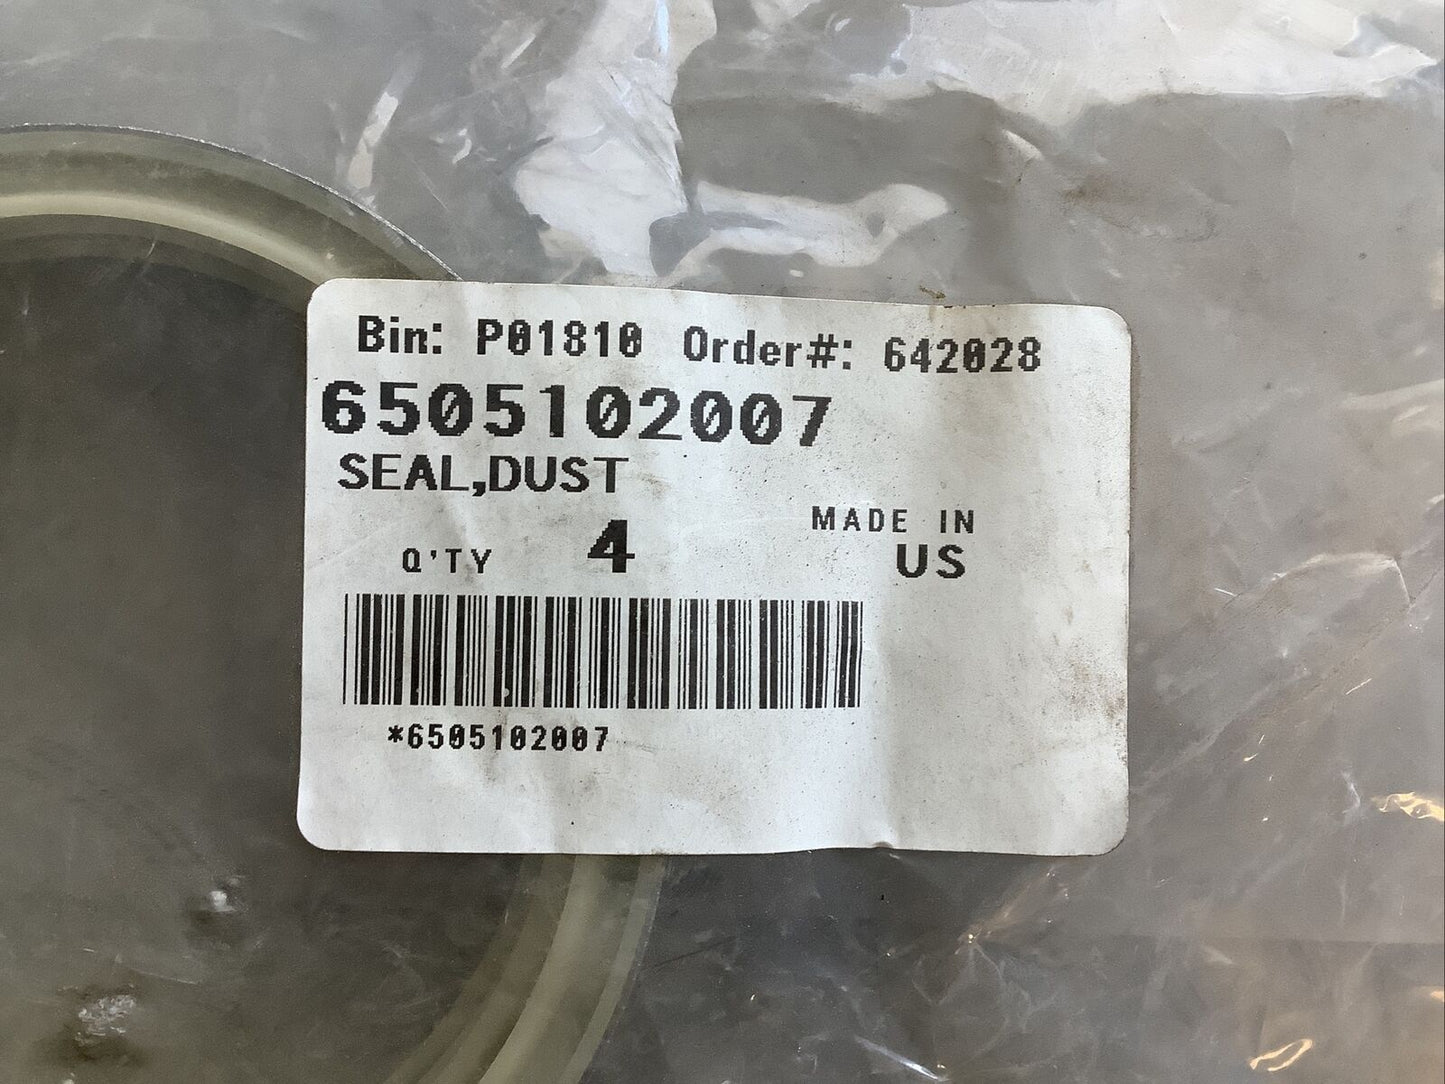 Bin: P01810 Order#: 642028
6505102007
SEAL,DUST
MADE IN
Q'TY 4 US
*6505102007